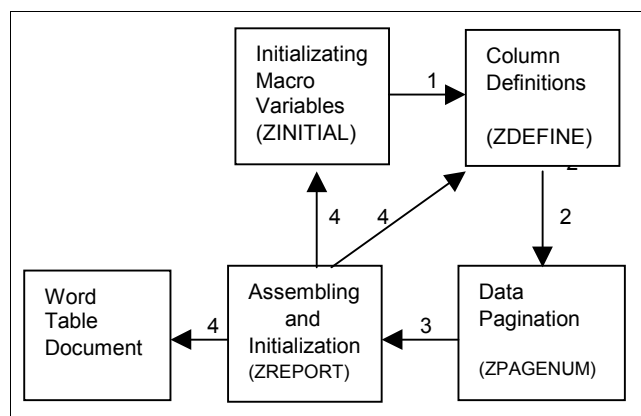 Initializating
Macro
Variables
(ZINITIAL)
1
Column
Definitions
(ZDEFINE)
4
4
2
Word
Table
Document
4
Assembling
and
Initialization
(ZREPORT)
3
Data
Pagination
(ZPAGENUM)